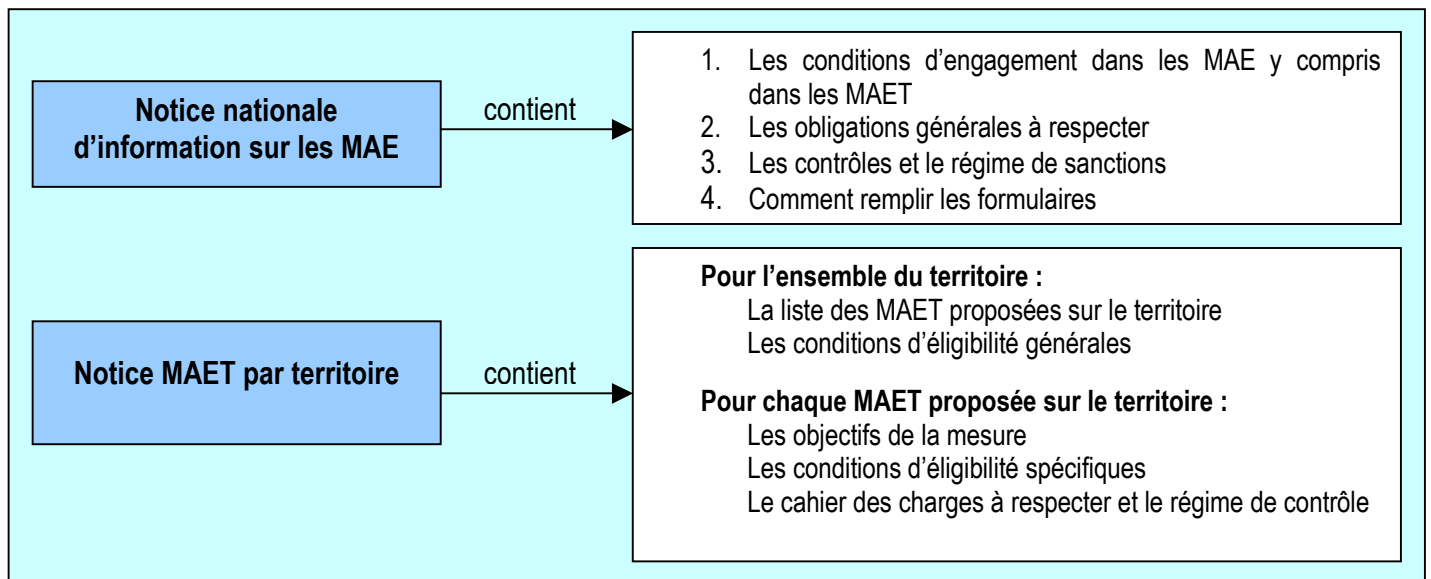 Notice nationale
d’information sur les MAE
contient
1. Les conditions d’engagement dans les MAE y compris
dans les MAET
2. Les obligations générales à respecter
3. Les contrôles et le régime de sanctions
4. Comment remplir les formulaires
Notice MAET par territoire
contient
Pour l’ensemble du territoire :
La liste des MAET proposées sur le territoire
Les conditions d’éligibilité générales
Pour chaque MAET proposée sur le territoire :
Les objectifs de la mesure
Les conditions d’éligibilité spécifiques
Le cahier des charges à respecter et le régime de contrôle